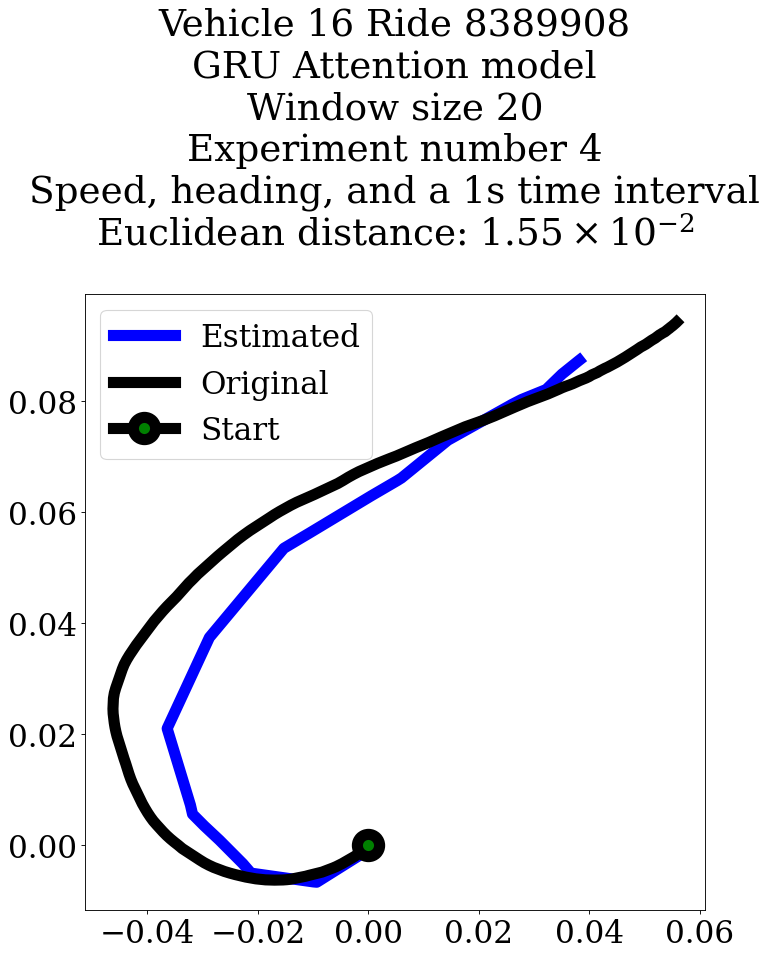 Vehicle 16 Ride 8389908
GRU Attention model
Window size 20
Experiment number 4
Speed, heading, and a 1s time interval
Euclidean distance: 1.55 × 10⁻²
Estimated
Original
Start
0.08
0.06
0.04
0.02
0.00
−0.04 −0.02 0.00 0.02 0.04 0.06